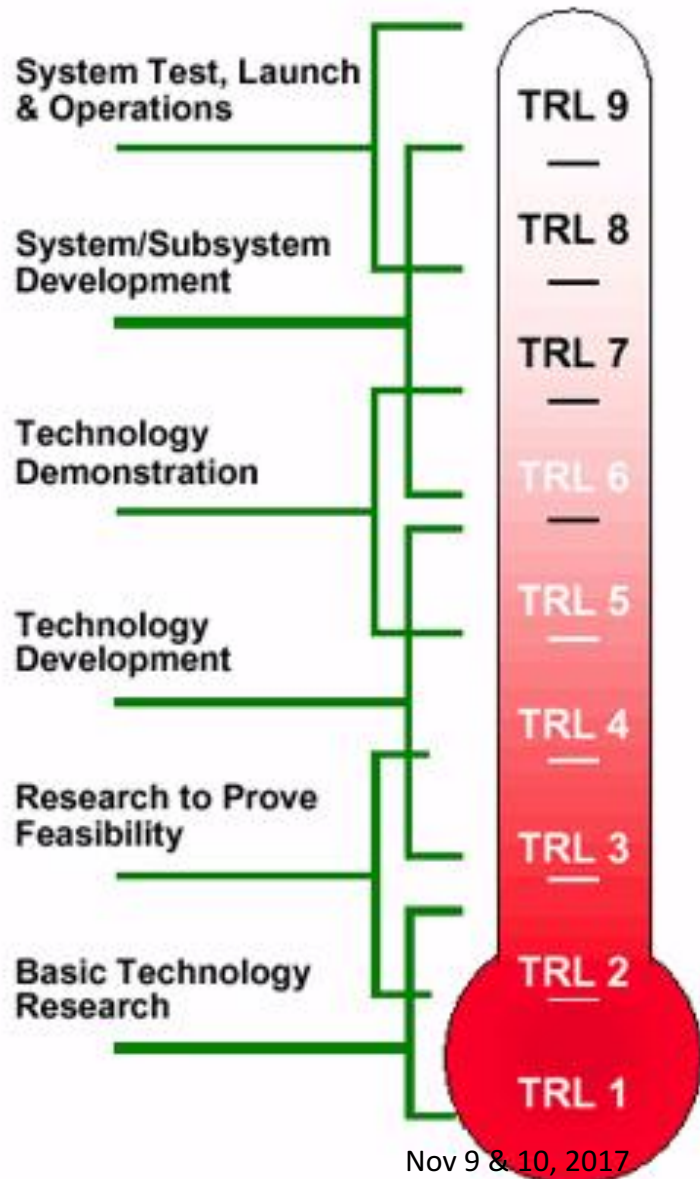 System Test, Launch
& Operations
System/Subsystem
Development
Technology
Demonstration
Technology
Development
Research to Prove
Feasibility
Basic Technology
Research
TRL 9
TRL 8
TRL 7
TRL 6
TRL 5
TRL 4
TRL 3
TRL 2
TRL 1
Nov 9 & 10, 2017